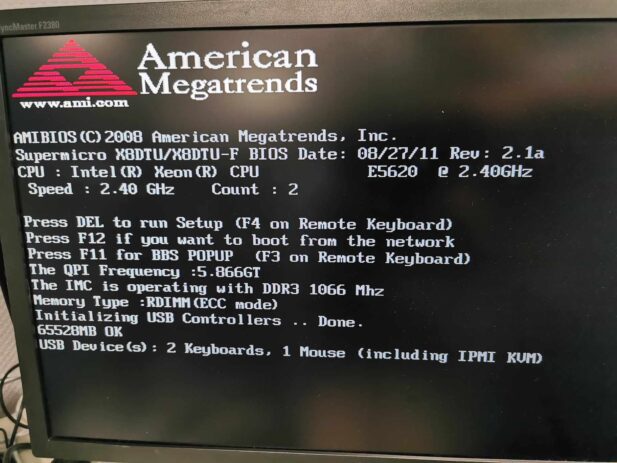 SyncMaster F2380
American
Megatrends
www.ami.com
AMIBIOS(C)2008 American Megatrends, Inc.
Supermicro X8DTU/X8DTU-F BIOS Date: 08/27/11 Rev: 2.1a
CPU : Intel(R) Xeon(R) CPU E5620 @ 2.40GHz
Speed : 2.40 GHz Count : 2
Press DEL to run Setup (F4 on Remote Keyboard)
Press F12 if you want to boot from the network
Press F11 for BBS POPUP (F3 on Remote Keyboard)
The QPI Frequency :5.866GT
The IMC is operating with DDR3 1066 Mhz
Memory Type :RDIMM(ECC mode)
Initializing USB Controllers .. Done.
65528MB OK
USB Device(s): 2 Keyboards, 1 Mouse (including IPMI KVM)